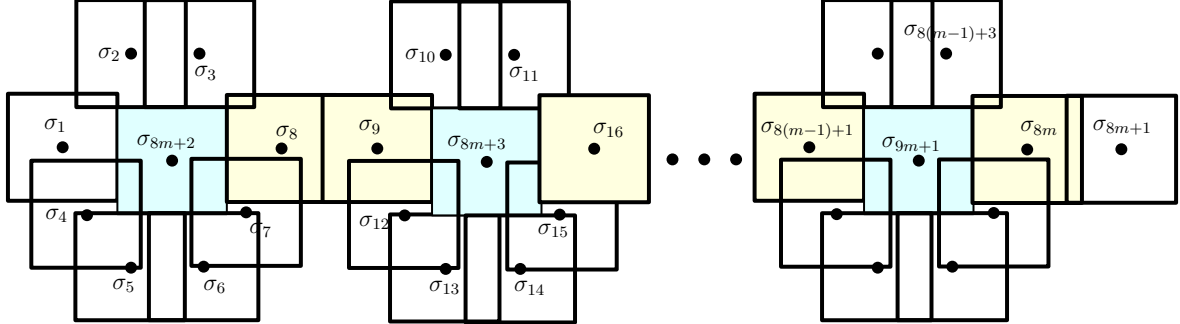 σ₂ σ₃ σ₁₀ σ₁₁ σ₈₍ₘ₋₁₎₊₃
σ₁ σ₈ₘ₊₂ σ₈ σ₉ σ₈ₘ₊₃ σ₁₆ σ₈₍ₘ₋₁₎₊₁ σ₉ₘ₊₁ σ₈ₘ σ₈ₘ₊₁
σ₄ σ₇ σ₁₂ σ₁₅
σ₅ σ₆ σ₁₃ σ₁₄